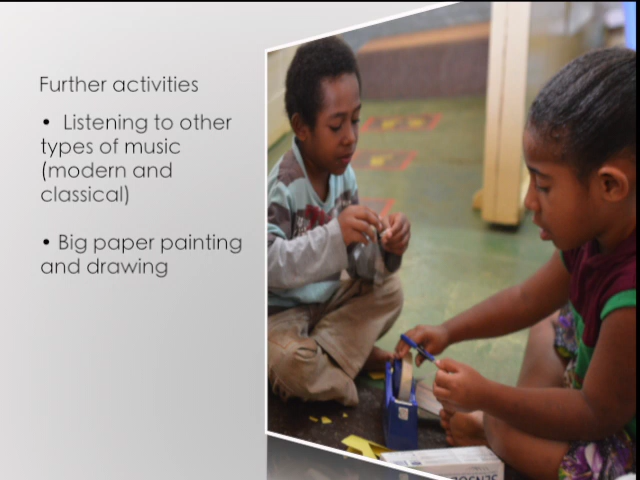 Further activities
• Listening to other
types of music
(modern and
classical)
• Big paper painting
and drawing